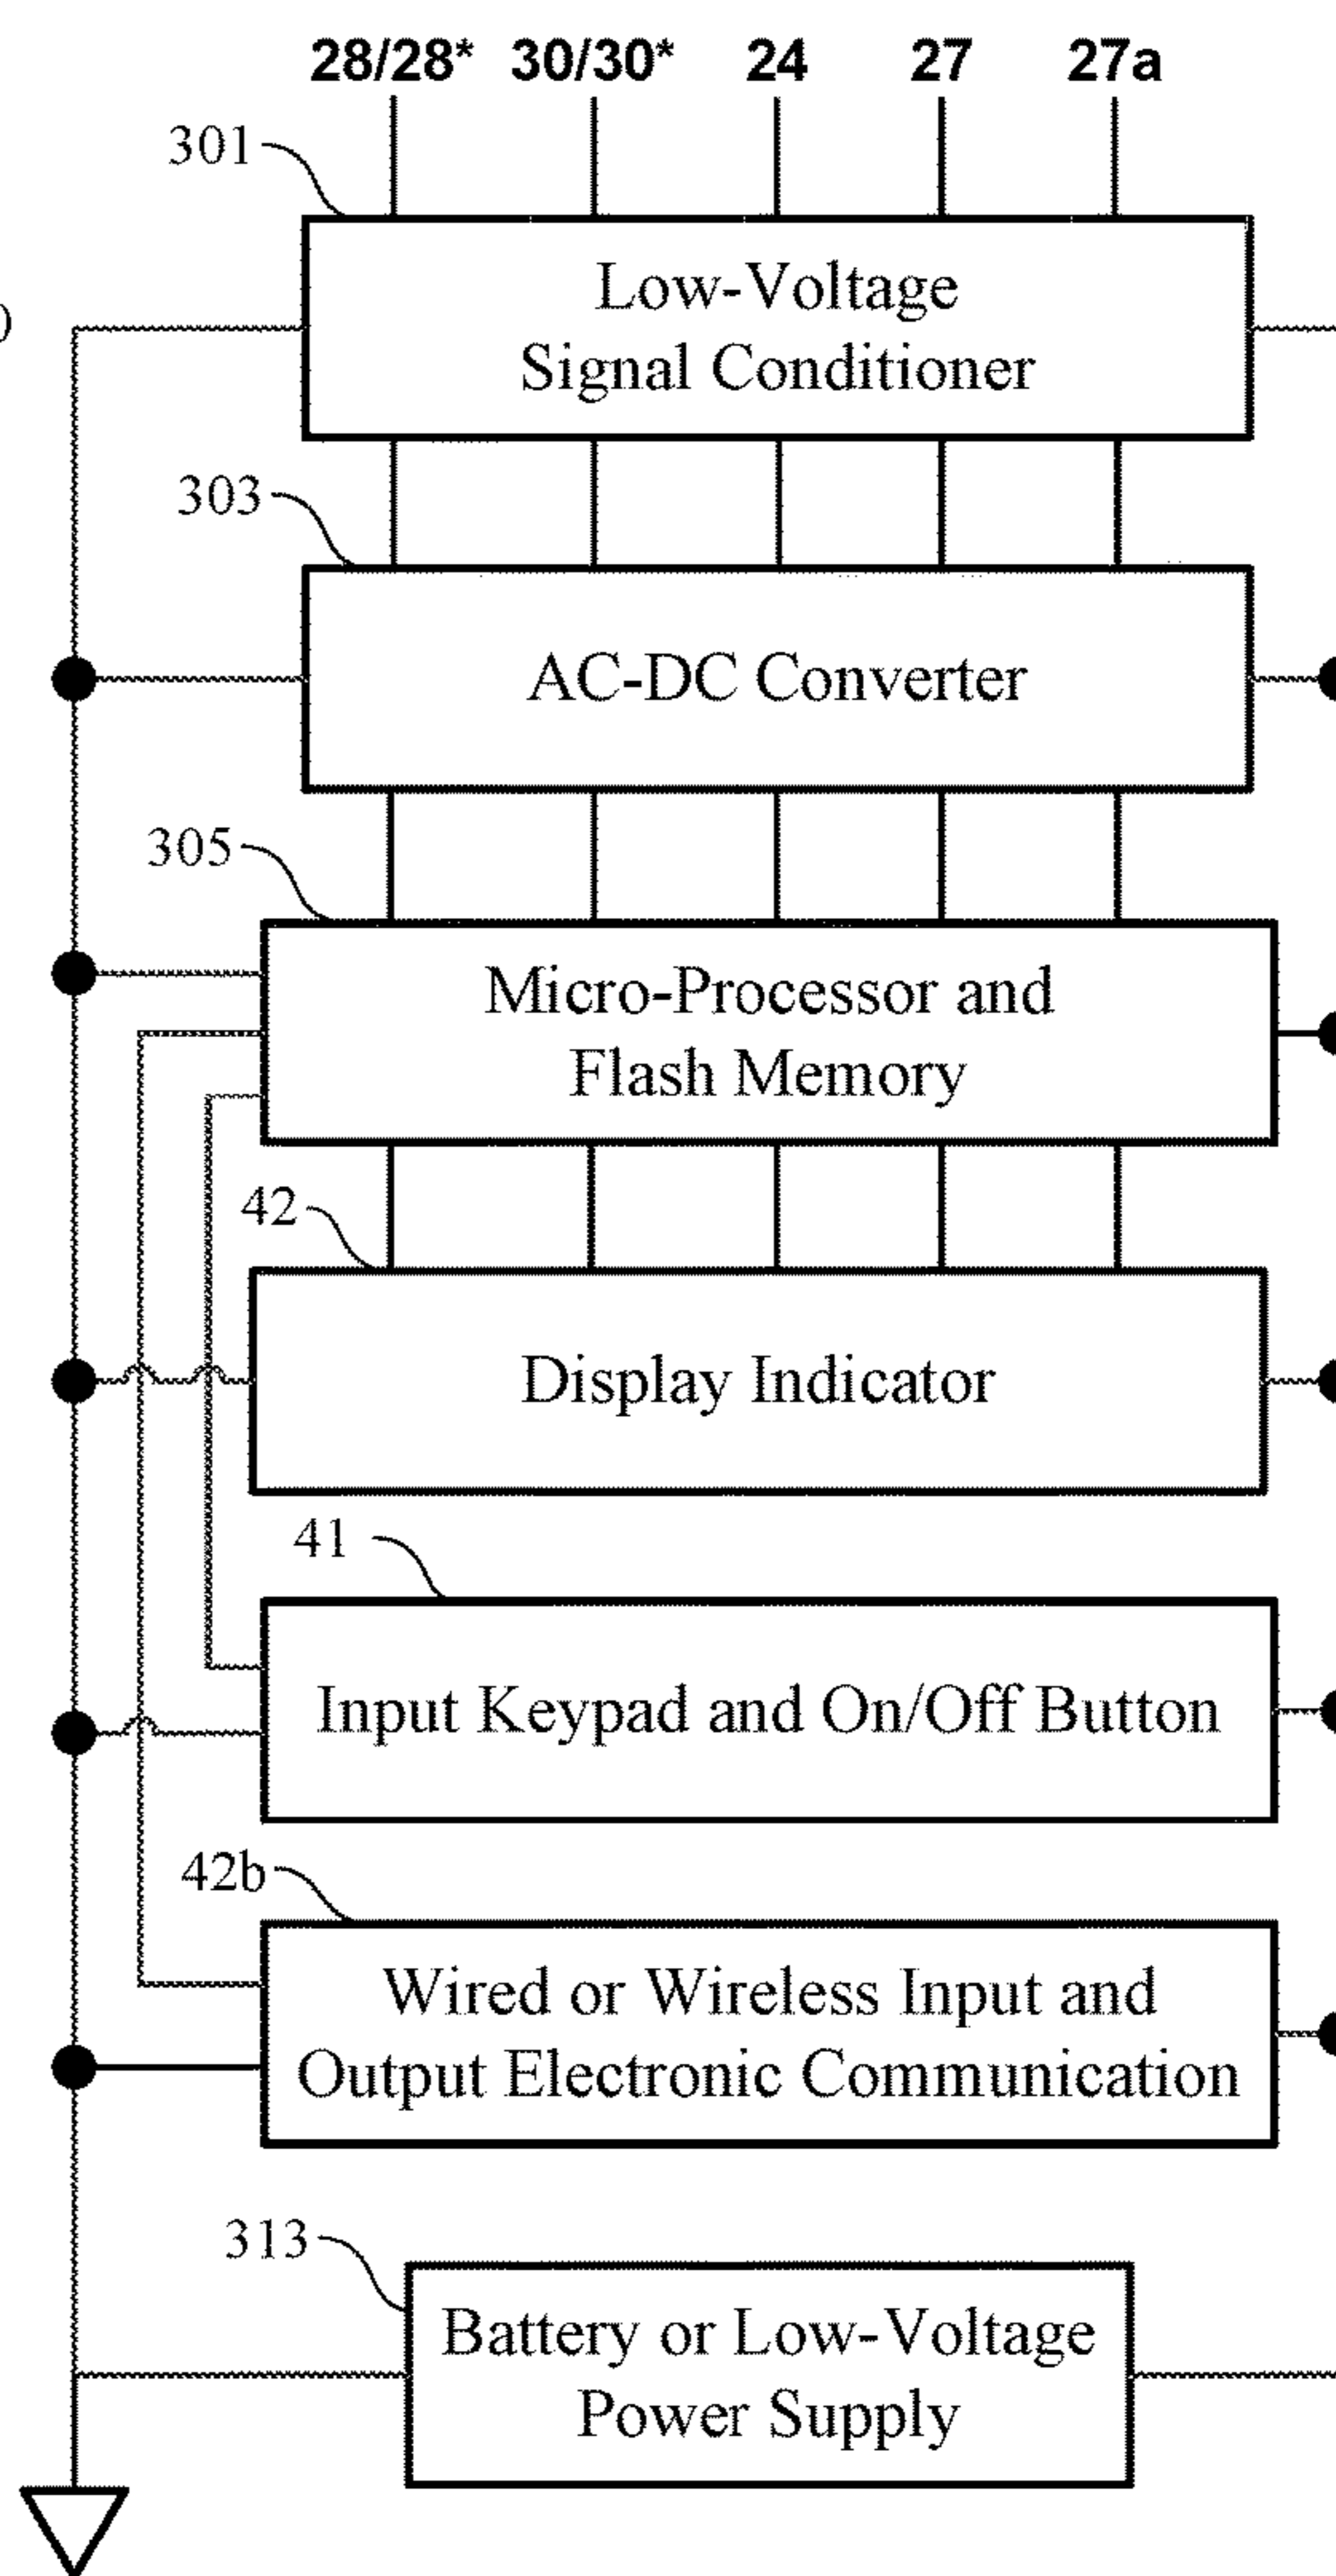 28/28* 30/30* 24 27 27a
301
Low-Voltage
Signal Conditioner
303
AC-DC Converter
305
Micro-Processor and
Flash Memory
42
Display Indicator
41
Input Keypad and On/Off Button
42b
Wired or Wireless Input and
Output Electronic Communication
313
Battery or Low-Voltage
Power Supply